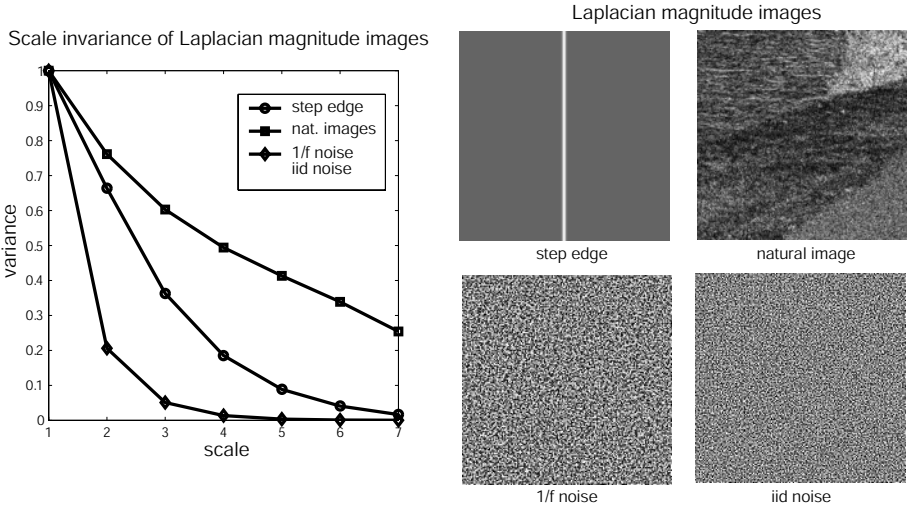 Scale invariance of Laplacian magnitude images
1
0.9
0.8
0.7
0.6
0.5
0.4
0.3
0.2
0.1
0
variance
1 2 3 4 5 6 7
scale
step edge
nat. images
1/f noise
iid noise
Laplacian magnitude images
step edge
natural image
1/f noise
iid noise